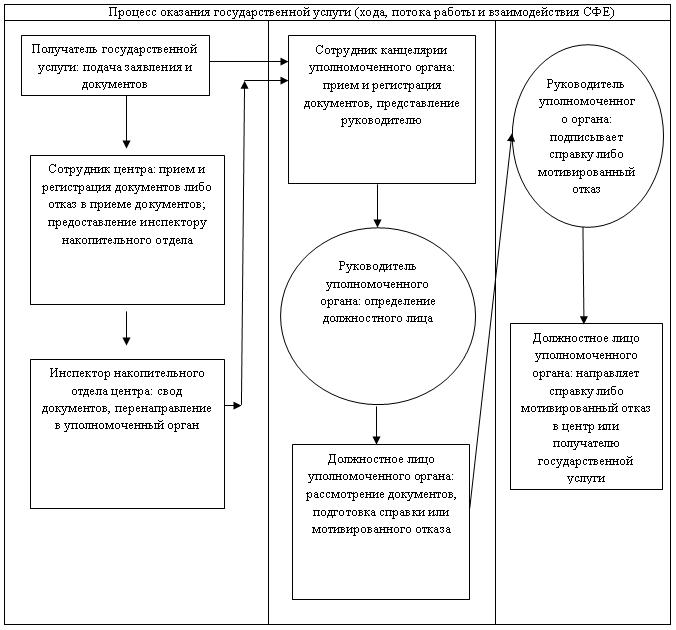 Процесс оказания государственной услуги (хода, потока работы и взаимодействия СФЕ)
Получатель государственной
услуги: подача заявления и
документов
Сотрудник центра: прием и
регистрация документов либо
отказ в приеме документов;
предоставление инспектору
накопительного отдела
Инспектор накопительного
отдела центра: свод
документов, перенаправление
в уполномоченный орган
Сотрудник канцелярии
уполномоченного органа:
прием и регистрация
документов, представление
руководителю
Руководитель
уполномоченного
органа: определение
должностного лица
Должностное лицо
уполномоченного органа:
рассмотрение документов,
подготовка справки или
мотивированного отказа
Руководитель
уполномоченног
о органа:
подписывает
справку либо
мотивированный
отказ
Должностное лицо
уполномоченного
органа: направляет
справку либо
мотивированный отказ
в центр или
получателю
государственной
услуги